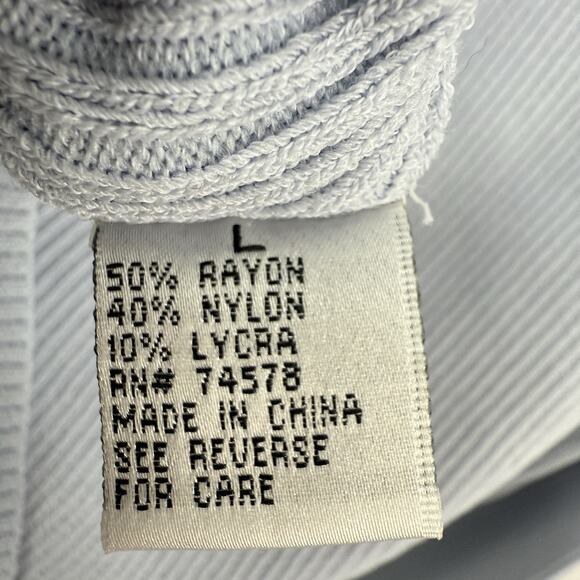 L
50% RAYON
40% NYLON
10% LYCRA
RN# 74578
MADE IN CHINA
SEE REVERSE
FOR CARE